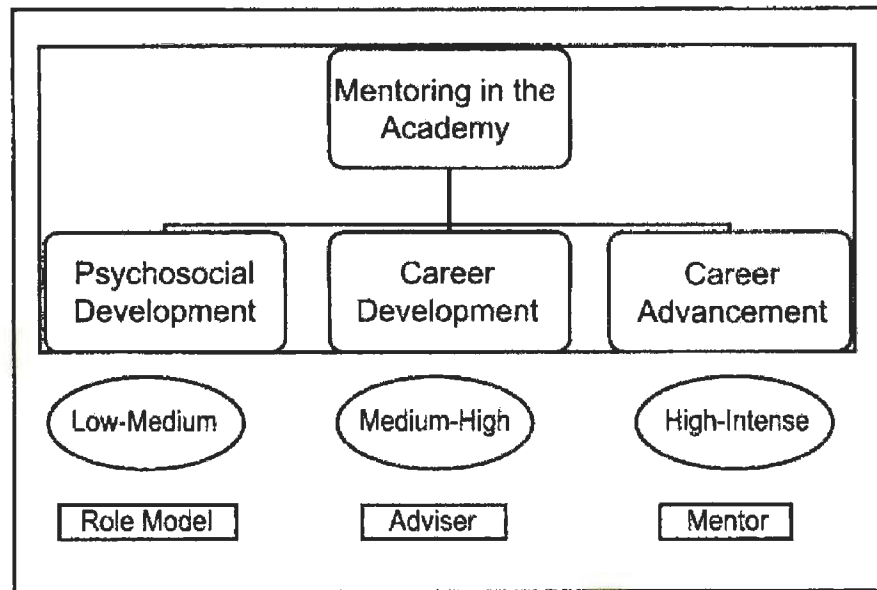 Mentoring in the
Academy
Psychosocial
Development
Career
Development
Career
Advancement
Low-Medium
Medium-High
High-Intense
Role Model
Adviser
Mentor